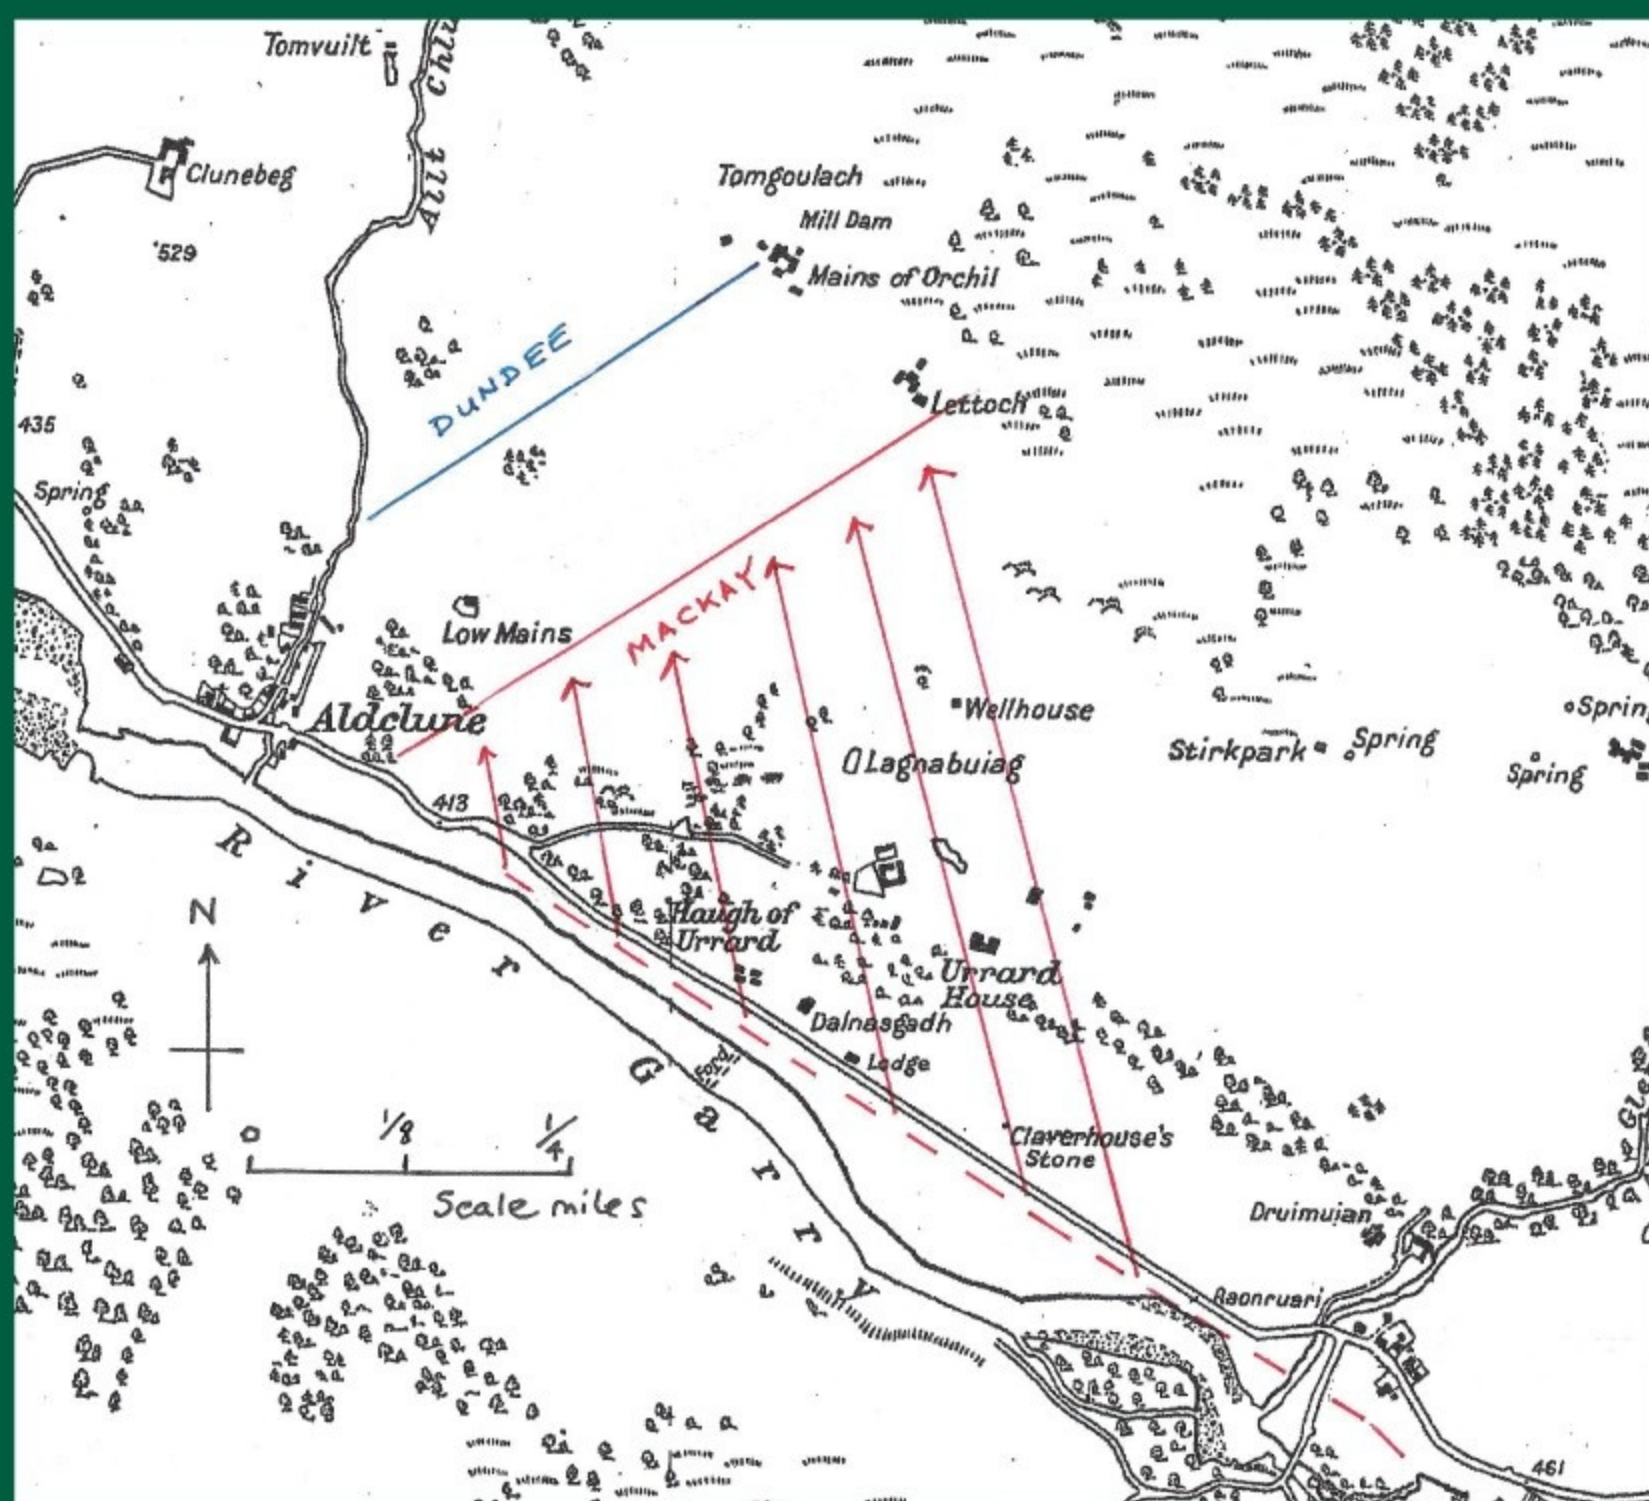 Tomvuilt
Allt Chlu
Clunebeg
529
Tomgoulach
Mill Dam
Mains of Orchil
DUNDEE
Lettoch
435
Spring
MACKAY
Low Mains
Aldclune
Wellhouse
Spring
Stirkpark
Spring
Lagnabuiag
Spring
413
River Garry
Haugh of
Urrard
N
Urrard
House
Dalnasgadh
Lodge
Ford
0 1/8 1/4
Scale miles
Claverhouse's
Stone
Druimuian
Raonruari
461